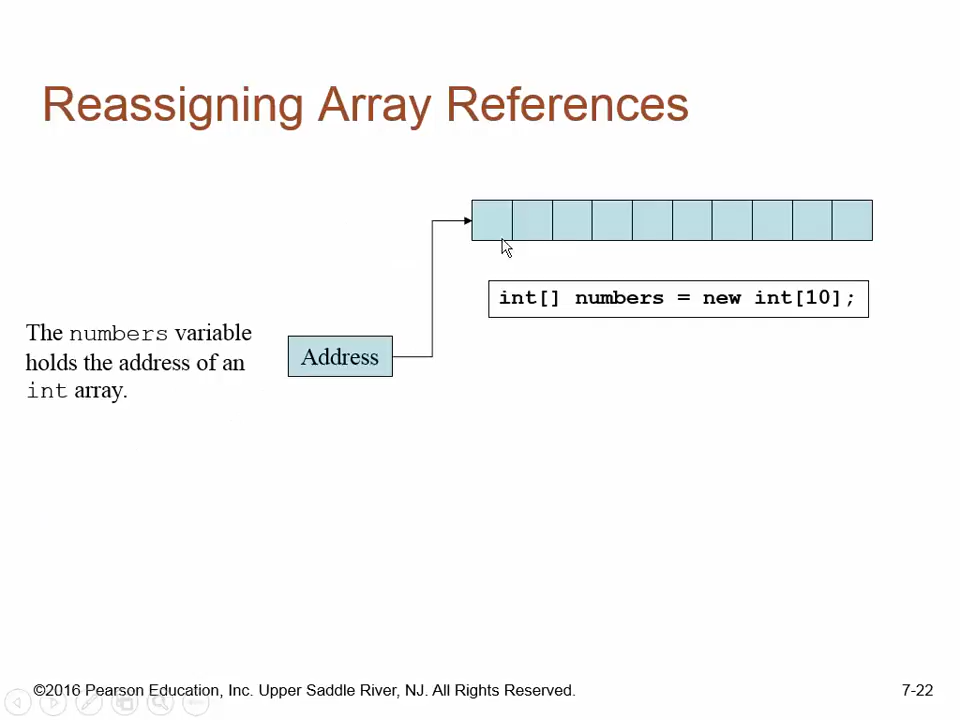 Reassigning Array References
int[] numbers = new int[10];
The numbers variable
holds the address of an
int array.
Address
©2016 Pearson Education, Inc. Upper Saddle River, NJ. All Rights Reserved.
7-22